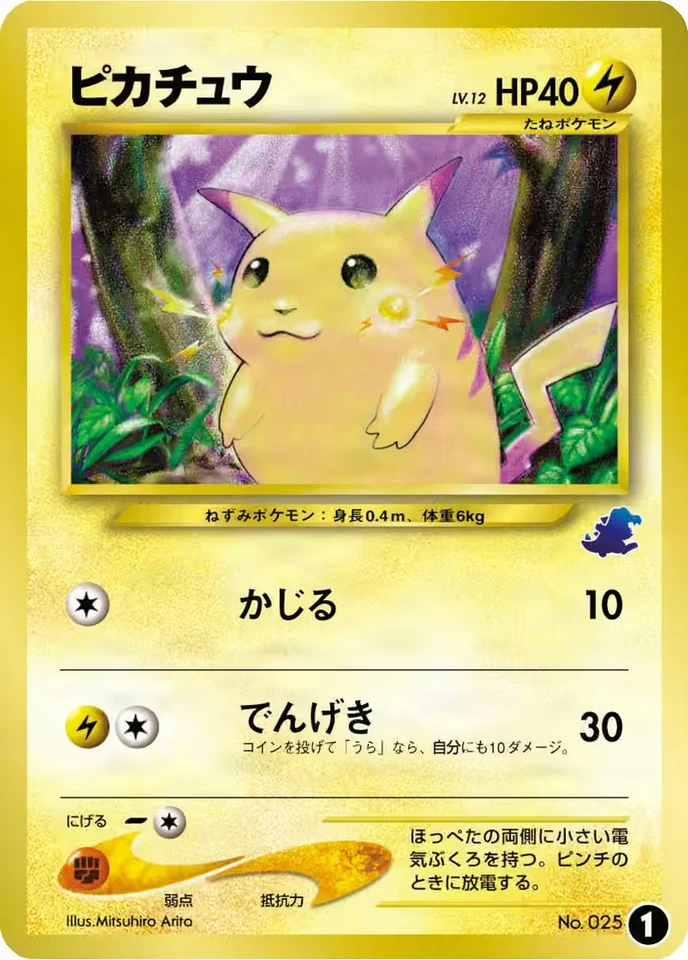 ピカチュウ
LV.12 HP40
たねポケモン
ねずみポケモン：身長0.4m、体重6kg
かじる 10
でんげき 30
コインを投げて「うら」なら、自分にも10ダメージ。
にげる
ほっぺたの両側に小さい電
気ぶくろを持つ。ピンチの
ときに放電する。
弱点 抵抗力
Illus.Mitsuhiro Arita
No. 025 1